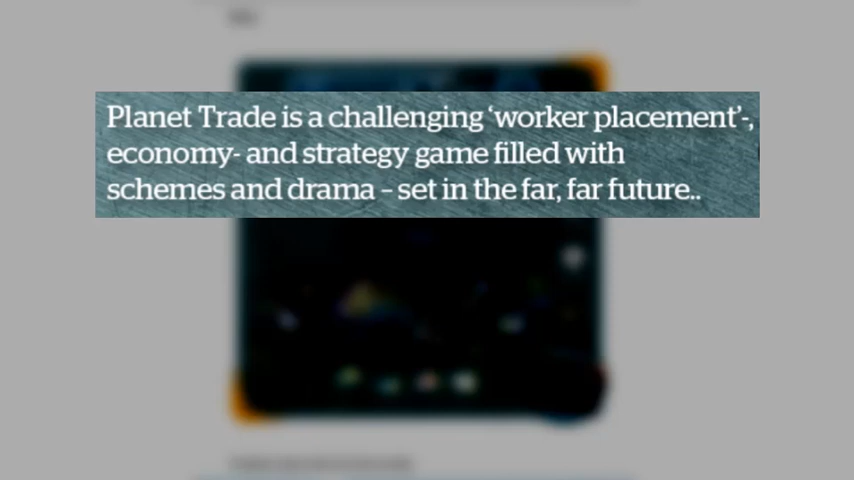 Planet Trade is a challenging ‘worker placement’-,
economy- and strategy game filled with
schemes and drama – set in the far, far future..